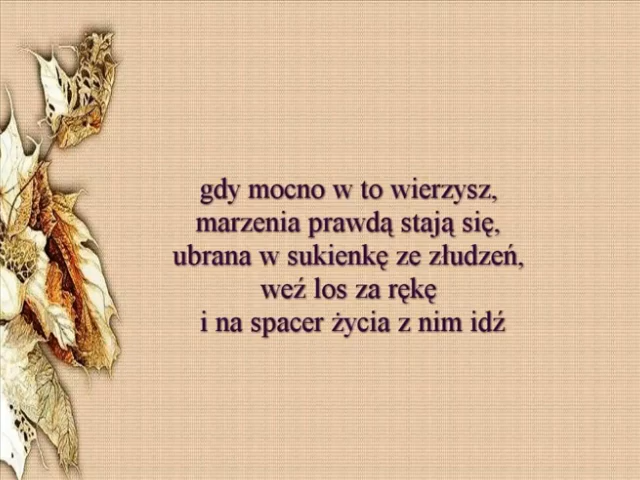 gdy mocno w to wierzysz,
marzenia prawdą stają się,
ubrana w sukienkę ze złudzeń,
weź los za rękę
i na spacer życia z nim idź